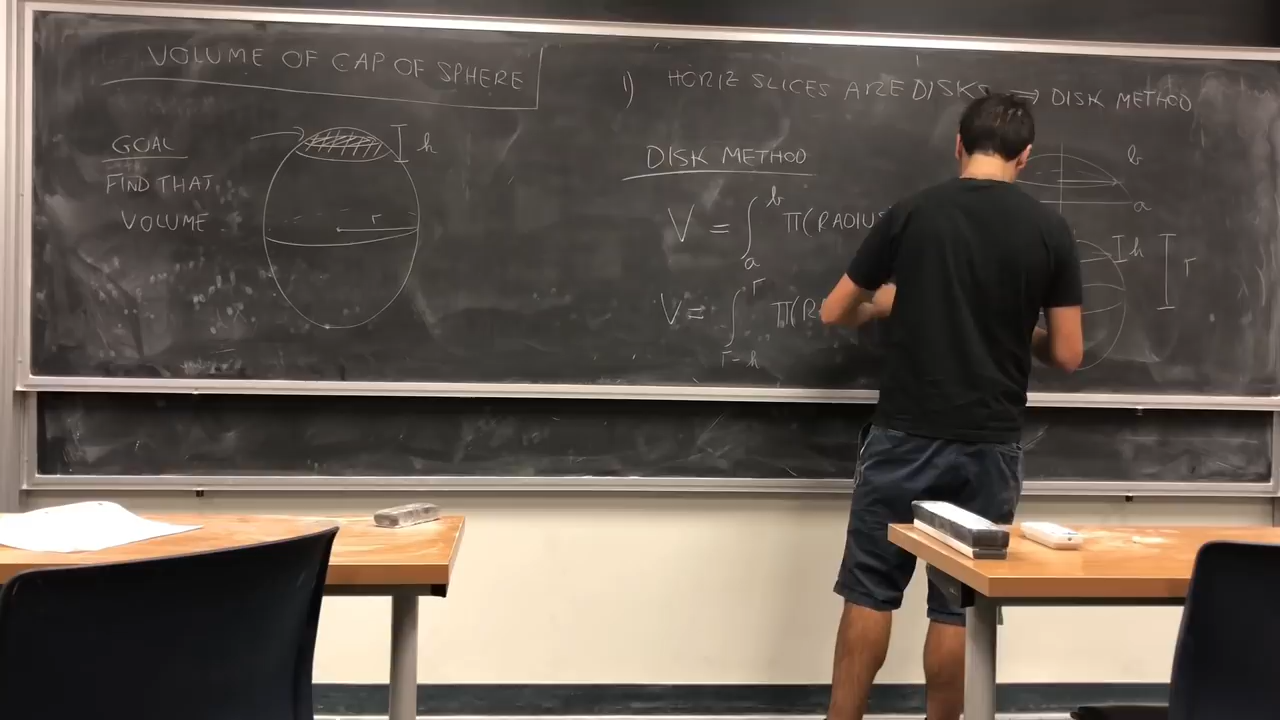 VOLUME OF CAP OF SPHERE
GOAL
FIND THAT
VOLUME
h
r
1) HORIZ SLICES ARE DISKS ⇒ DISK METHOD
DISK METHOD
V = ∫_a^b π(RADIUS
V = ∫_{r-h}^r π(R
b
a
h
r